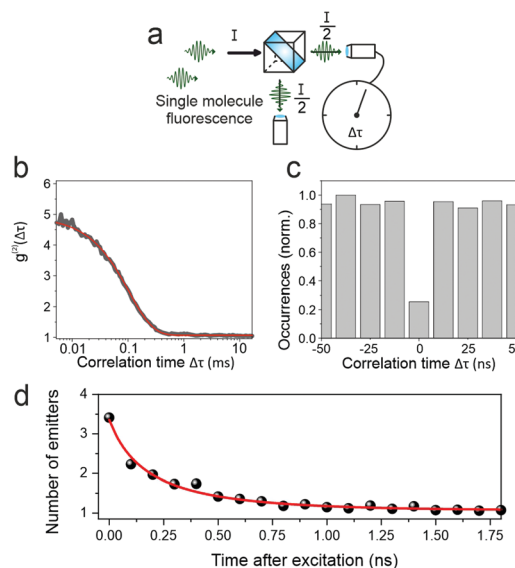 a
I
I/2
I/2
Single molecule
fluorescence
Δτ
b
g⁽²⁾(Δτ)
6
5
4
3
2
1
0.01 0.1 1 10
Correlation time Δτ (ms)
c
Occurrences (norm.)
1.0
0.8
0.6
0.4
0.2
0.0
-50 -25 0 25 50
Correlation time Δτ (ns)
d
Number of emitters
4
3
2
1
0.00 0.25 0.50 0.75 1.00 1.25 1.50 1.75
Time after excitation (ns)